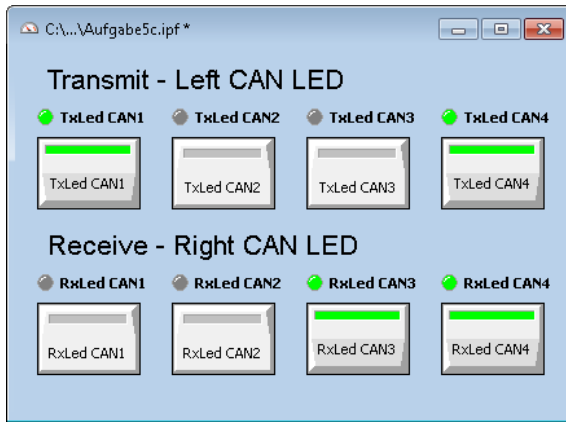 C:\...\Aufgabe5c.ipf *
Transmit - Left CAN LED
TxLed CAN1 TxLed CAN2 TxLed CAN3 TxLed CAN4
TxLed CAN1 TxLed CAN2 TxLed CAN3 TxLed CAN4
Receive - Right CAN LED
RxLed CAN1 RxLed CAN2 RxLed CAN3 RxLed CAN4
RxLed CAN1 RxLed CAN2 RxLed CAN3 RxLed CAN4